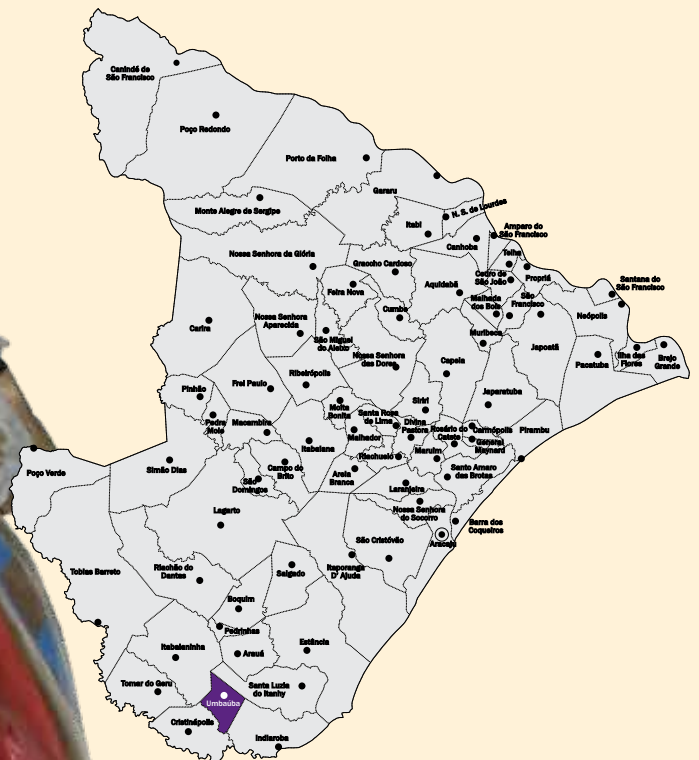 Canindé de
São Francisco
Poço Redondo
Porto da Folha
Gararu
Monte Alegre de Sergipe
N. S. de Lourdes
Itabi
Amparo do
São Francisco
Canhoba
Nossa Senhora da Glória
Telha
Graccho Cardoso
Cedro de
São João
Propriá
Santana do
São Francisco
Feira Nova
Aquidabã
Malhada
dos Bois
São
Francisco
Neópolis
Cumbe
Nossa Senhora
Aparecida
Carira
São Miguel
do Aleixo
Muribeca
Japoatã
Nossa Senhora
das Dores
Capela
Pacatuba
Ilha das
Flores
Brejo
Grande
Ribeirópolis
Frei Paulo
Pinhão
Japaratuba
Siriri
Moita
Bonita
Santa Rosa
de Lima
Pedra
Mole
Macambira
Divina
Pastora
Rosário do
Catete
Carmópolis
Pirambu
Malhador
General
Maynard
Itabaiana
Maruim
Riachuelo
Poço Verde
Simão Dias
Campo do
Brito
Areia
Branca
Santo Amaro
das Brotas
São
Domingos
Laranjeira
Nossa Senhora
do Socorro
Lagarto
Barra dos
Coqueiros
Aracaju
São Cristóvão
Tobias Barreto
Riachão do
Dantas
Salgado
Itaporanga
D' Ajuda
Boquim
Pedrinhas
Itabaianinha
Estância
Arauá
Tomar do Geru
Santa Luzia
do Itanhy
Umbaúba
Cristinápolis
Indiaroba